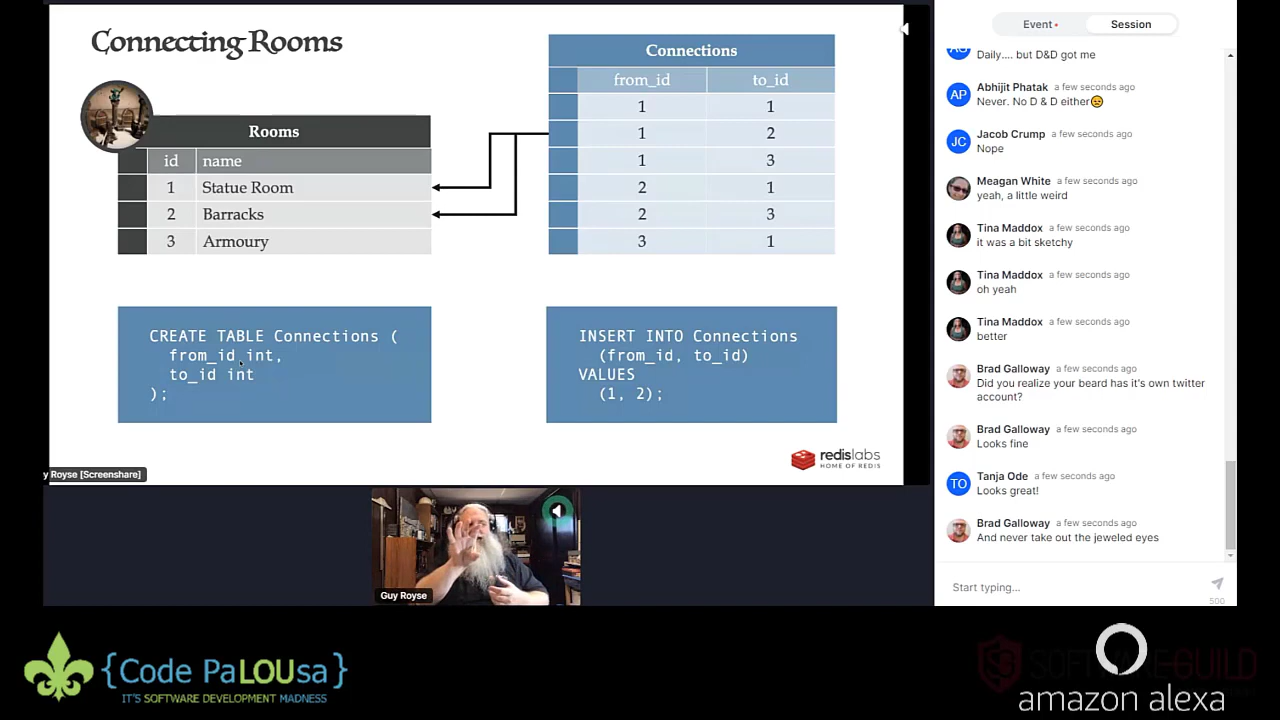 Connecting Rooms
Rooms
id name
1 Statue Room
2 Barracks
3 Armoury
Connections
from_id to_id
1 1
1 2
1 3
2 1
2 3
3 1
CREATE TABLE Connections (
from_id int,
to_id int
);
INSERT INTO Connections
(from_id, to_id)
VALUES
(1, 2);
redislabs
HOME OF REDIS
y Royse [Screenshare]
Guy Royse
Event
Session
Daily.... but D&D got me
AP
Abhijit Phatak a few seconds ago
Never. No D & D either😣
JC
Jacob Crump a few seconds ago
Nope
Meagan White a few seconds ago
yeah, a little weird
Tina Maddox a few seconds ago
it was a bit sketchy
Tina Maddox a few seconds ago
oh yeah
Tina Maddox a few seconds ago
better
Brad Galloway a few seconds ago
Did you realize your beard has it's own twitter
account?
Brad Galloway a few seconds ago
Looks fine
TO
Tanja Ode a few seconds ago
Looks great!
Brad Galloway a few seconds ago
And never take out the jeweled eyes
Start typing...
500
{Code PaLOUsa}
IT'S SOFTWARE DEVELOPMENT MADNESS
SOFTWARE GUILD
amazon alexa